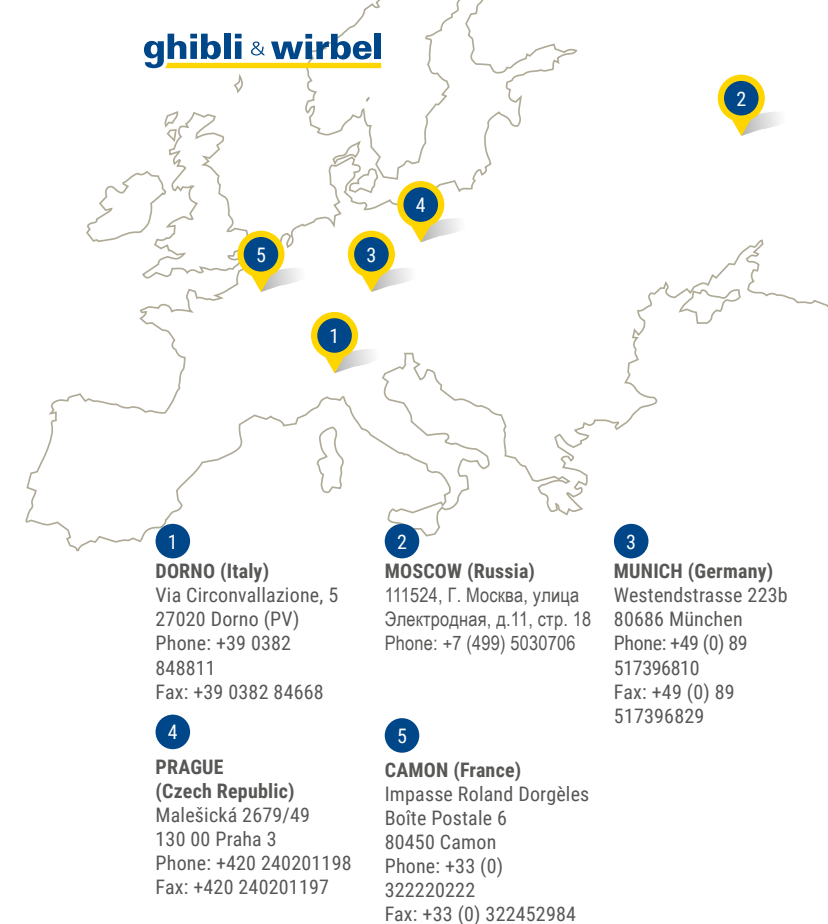 ghibli & wirbel
2
4
5
3
1
1
DORNO (Italy)
Via Circonvallazione, 5
27020 Dorno (PV)
Phone: +39 0382
848811
Fax: +39 0382 84668
2
MOSCOW (Russia)
111524, Г. Москва, улица
Электродная, д.11, стр. 18
Phone: +7 (499) 5030706
3
MUNICH (Germany)
Westendstrasse 223b
80686 München
Phone: +49 (0) 89
517396810
Fax: +49 (0) 89
517396829
4
PRAGUE
(Czech Republic)
Malešická 2679/49
130 00 Praha 3
Phone: +420 240201198
Fax: +420 240201197
5
CAMON (France)
Impasse Roland Dorgèles
Boîte Postale 6
80450 Camon
Phone: +33 (0)
322220222
Fax: +33 (0) 322452984